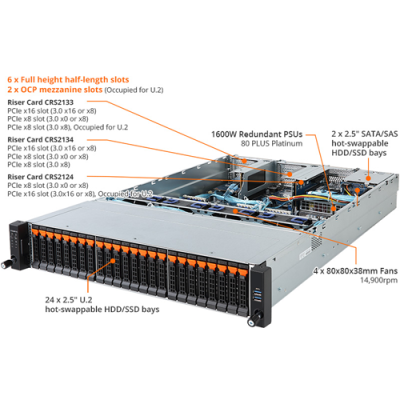 6 x Full height half-length slots
2 x OCP mezzanine slots (Occupied for U.2)
Riser Card CRS2133
PCIe x16 slot (3.0 x16 or x8)
PCIe x8 slot (3.0 x0 or x8)
PCIe x8 slot (3.0 x8), Occupied for U.2
Riser Card CRS2134
PCIe x16 slot (3.0 x16 or x8)
PCIe x8 slot (3.0 x0 or x8)
PCIe x8 slot (3.0 x8)
Riser Card CRS2124
PCIe x8 slot (3.0 x0 or x8)
PCIe x16 slot (3.0x16 or x8), Occupied for U.2
1600W Redundant PSUs
80 PLUS Platinum
2 x 2.5" SATA/SAS
hot-swappable
HDD/SSD bays
4 x 80x80x38mm Fans
14,900rpm
24 x 2.5" U.2
hot-swappable HDD/SSD bays